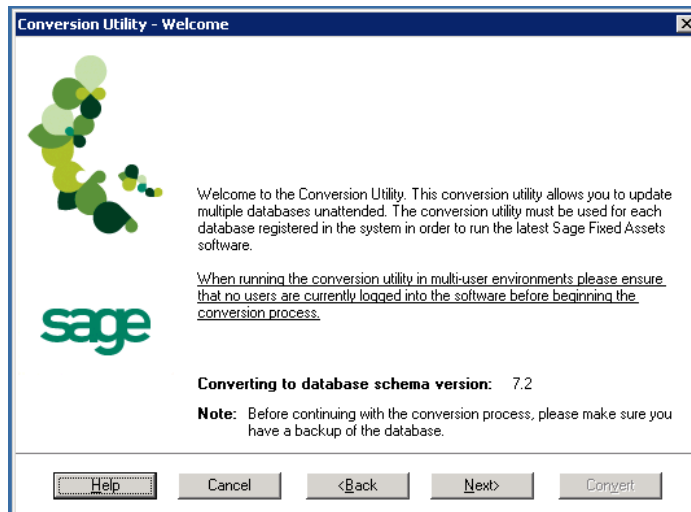 Conversion Utility - Welcome
Welcome to the Conversion Utility. This conversion utility allows you to update
multiple databases unattended. The conversion utility must be used for each
database registered in the system in order to run the latest Sage Fixed Assets
software.
When running the conversion utility in multi-user environments please ensure
that no users are currently logged into the software before beginning the
conversion process.
sage
Converting to database schema version: 7.2
Note: Before continuing with the conversion process, please make sure you
have a backup of the database.
Help Cancel <Back Next> Convert